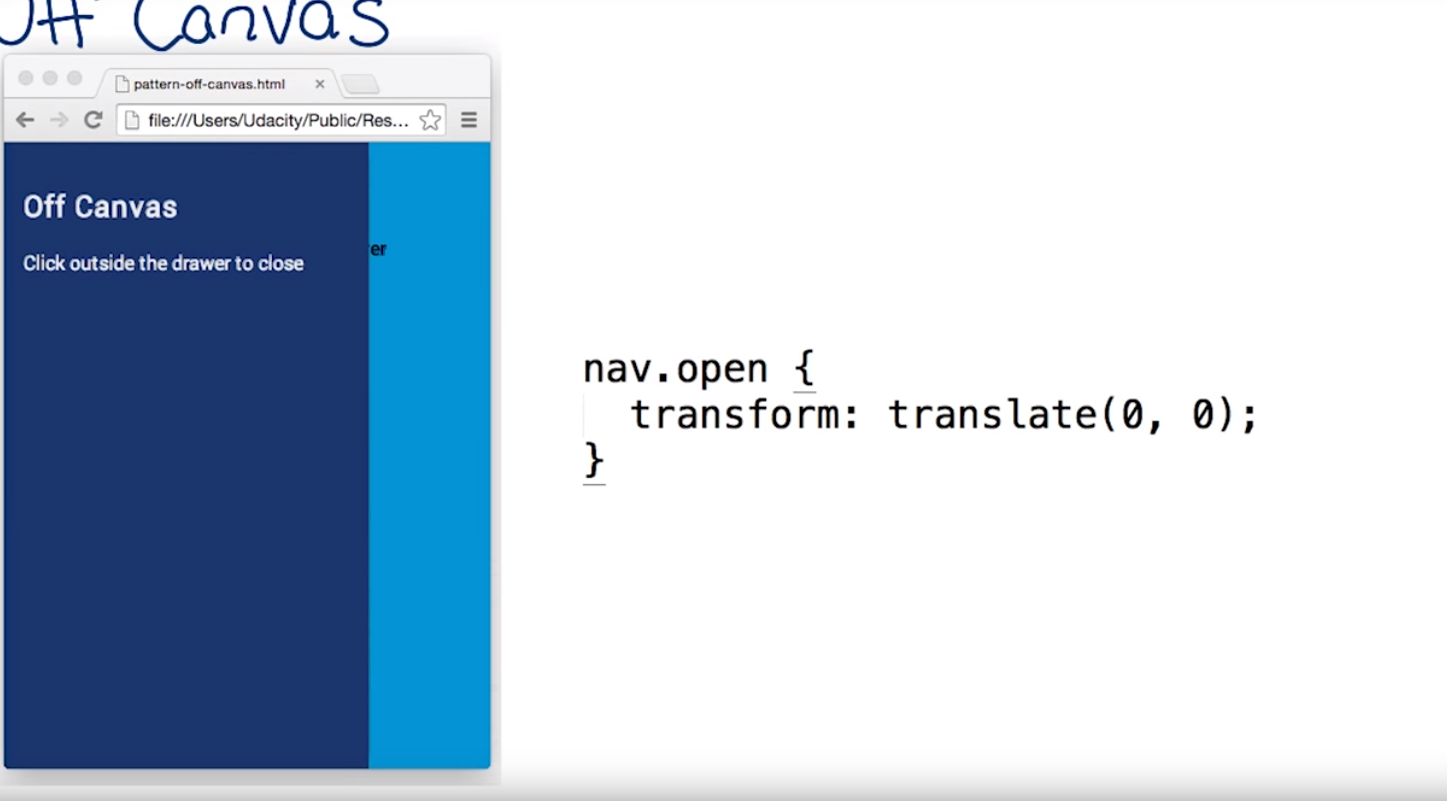 Off Canvas
pattern-off-canvas.html
file:///Users/Udacity/Public/Res...
Off Canvas
er
Click outside the drawer to close
nav.open {
  transform: translate(0, 0);
}